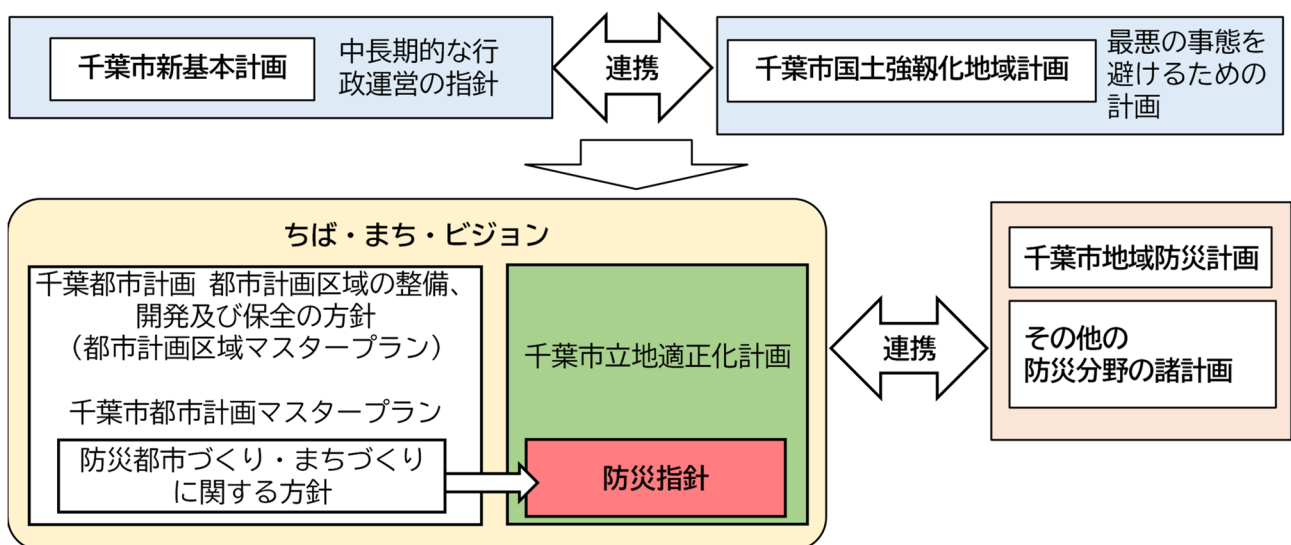 千葉市新基本計画
中長期的な行
政運営の指針
連携
千葉市国土強靱化地域計画
最悪の事態を
避けるための
計画
ちば・まち・ビジョン
千葉都市計画 都市計画区域の整備、
開発及び保全の方針
（都市計画区域マスタープラン）
千葉市都市計画マスタープラン
防災都市づくり・まちづくり
に関する方針
千葉市立地適正化計画
防災指針
連携
千葉市地域防災計画
その他の
防災分野の諸計画